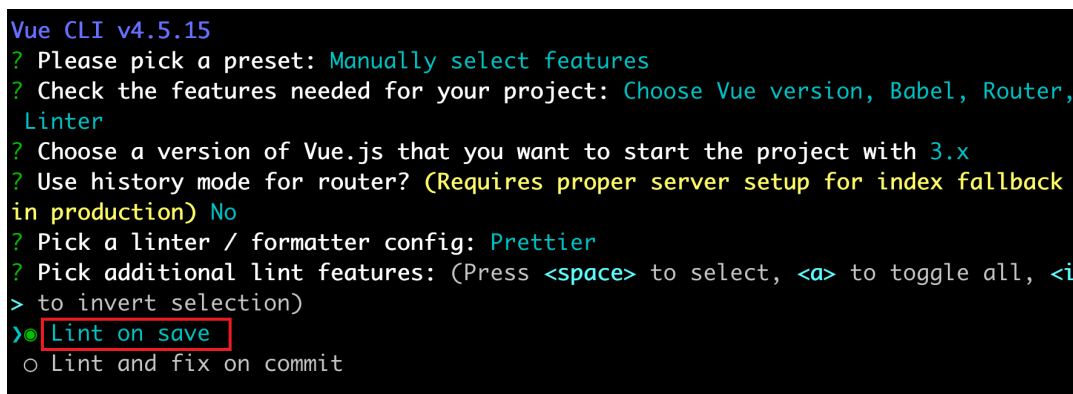 Vue CLI v4.5.15
? Please pick a preset: Manually select features
? Check the features needed for your project: Choose Vue version, Babel, Router,
Linter
? Choose a version of Vue.js that you want to start the project with 3.x
? Use history mode for router? (Requires proper server setup for index fallback
in production) No
? Pick a linter / formatter config: Prettier
? Pick additional lint features: (Press <space> to select, <a> to toggle all, <i
> to invert selection)
❯◉ Lint on save
○ Lint and fix on commit